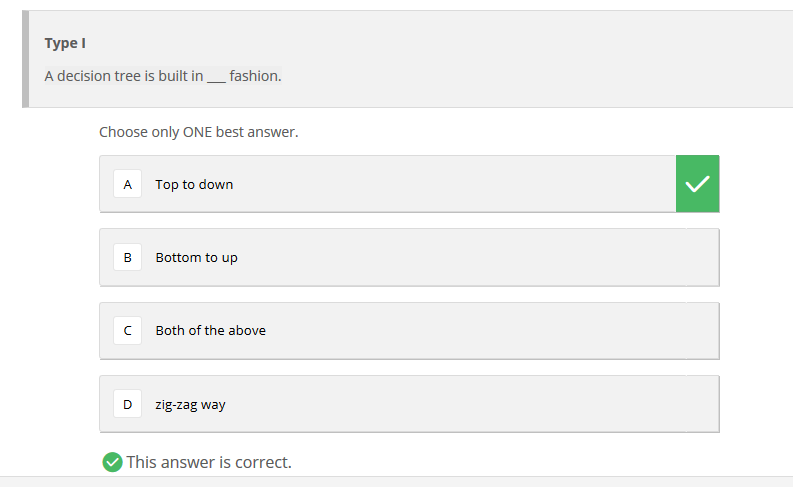 Type I
A decision tree is built in ___ fashion.
Choose only ONE best answer.
A Top to down
B Bottom to up
C Both of the above
D zig-zag way
This answer is correct.